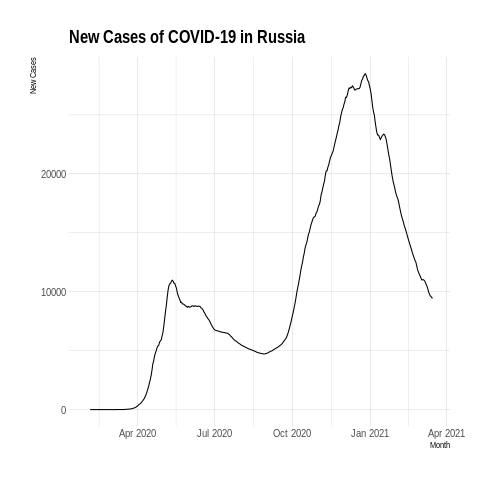 New Cases of COVID-19 in Russia
New Cases
20000
10000
0
Apr 2020 Jul 2020 Oct 2020 Jan 2021 Apr 2021
Month